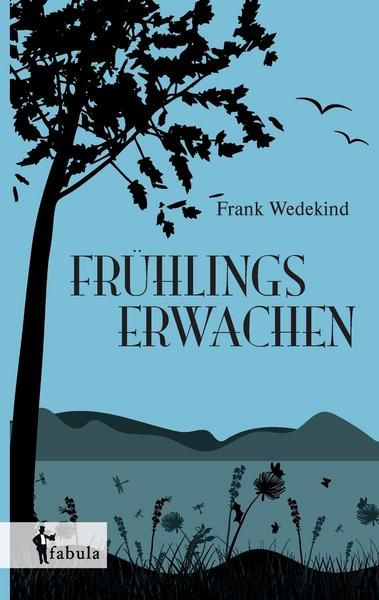 Frank Wedekind
FRÜHLINGS
ERWACHEN
fabula